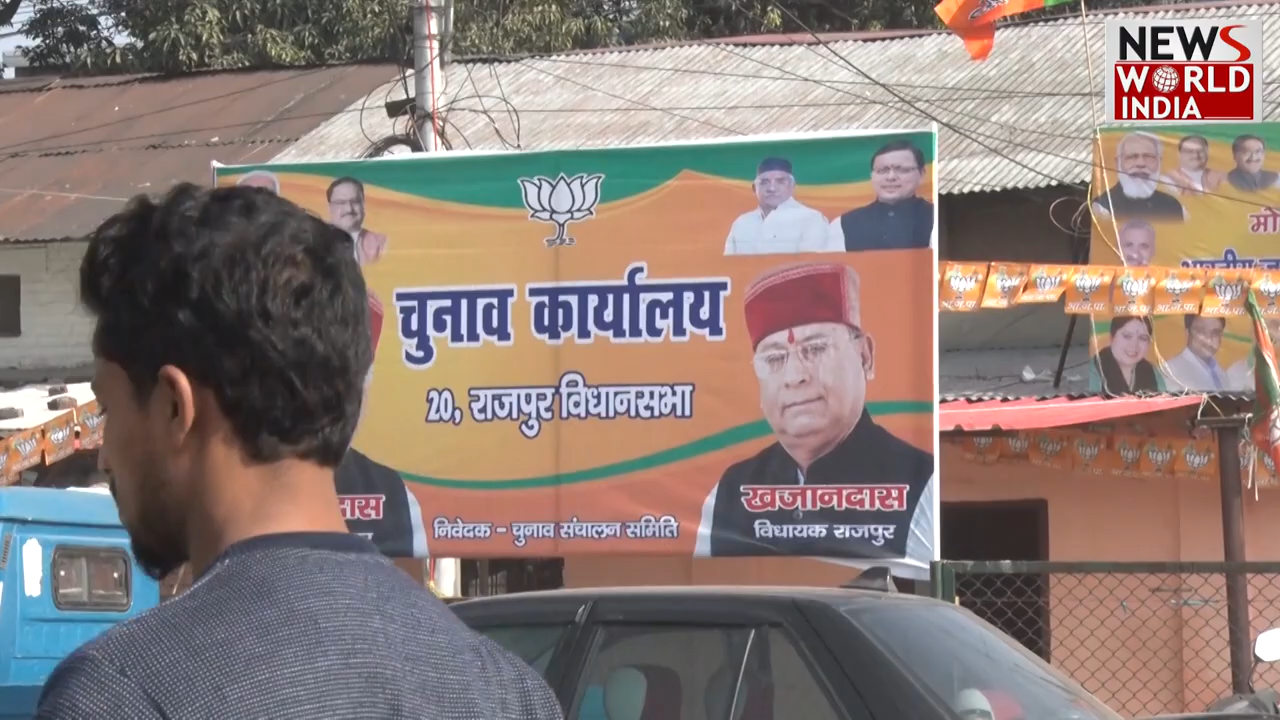 NEWS
WORLD
INDIA
चुनाव कार्यालय
20, राजपुर विधानसभा
खजानदास
विधायक राजपुर
दास
निवेदक - चुनाव संचालन समिति
भा.ज.पा.
भा.ज.पा.
भा.ज.पा.
भा.ज.पा.
भा.ज.पा.